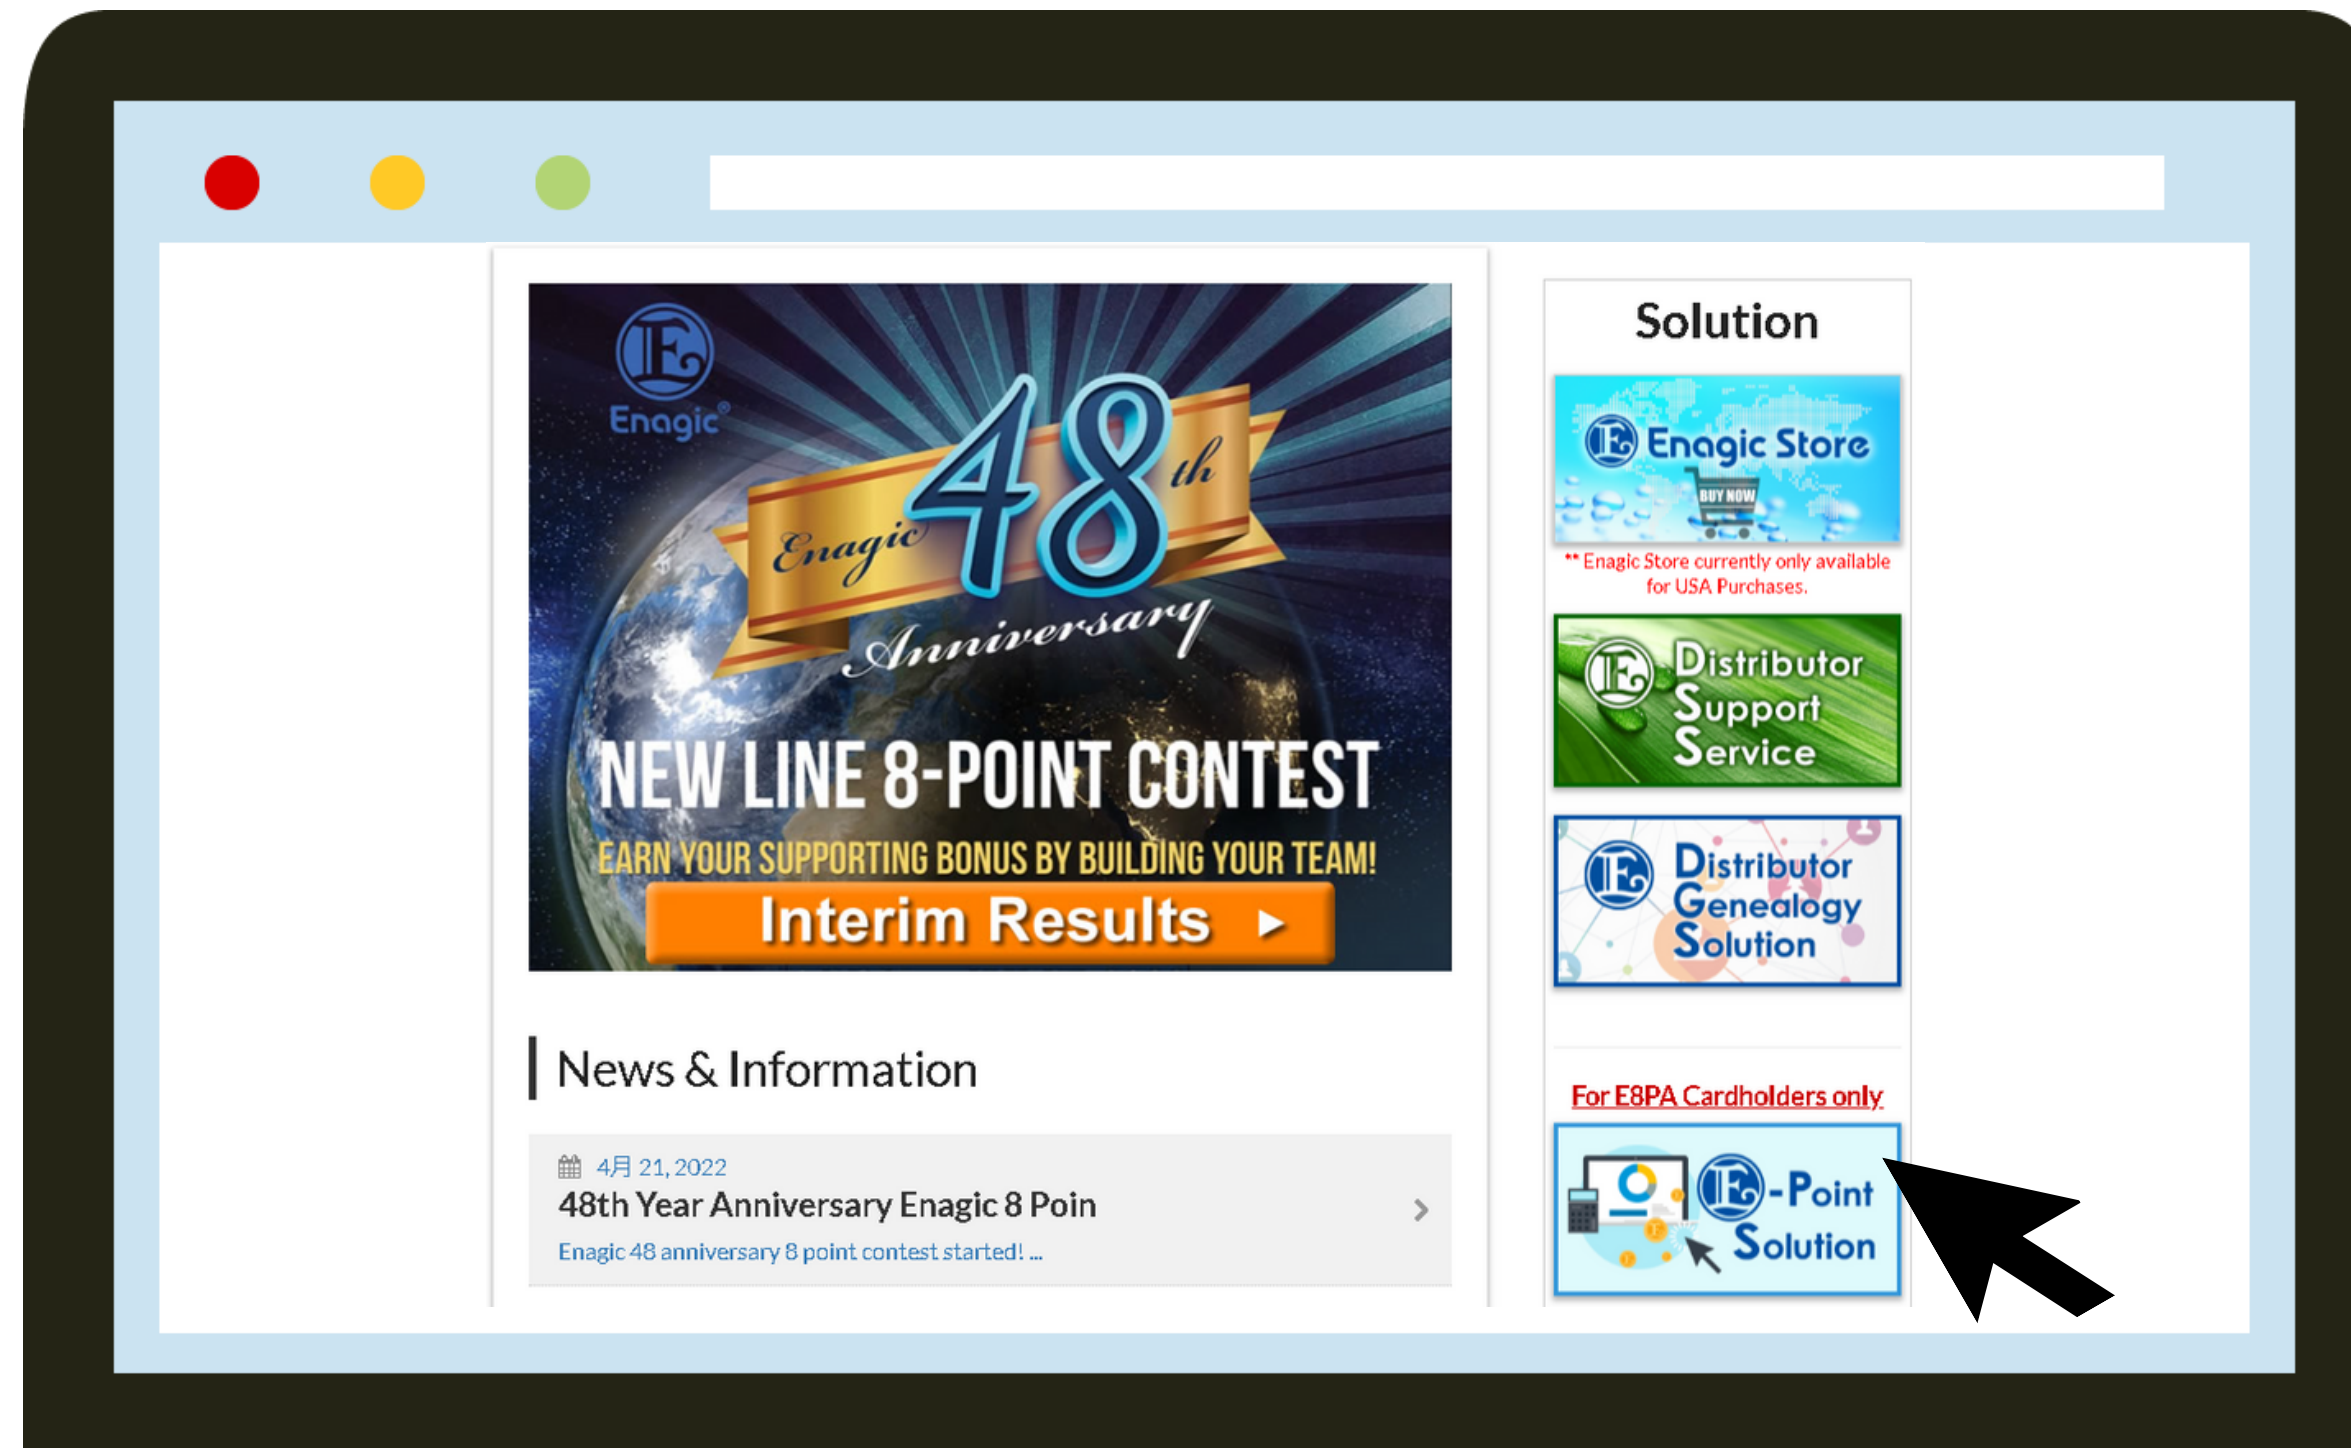 Enagic®
Enagic 48th
Anniversary
NEW LINE 8-POINT CONTEST
EARN YOUR SUPPORTING BONUS BY BUILDING YOUR TEAM!
Interim Results
News & Information
4月 21, 2022
48th Year Anniversary Enagic 8 Poin
Enagic 48 anniversary 8 point contest started! ...
Solution
E Enagic Store
BUY NOW
** Enagic Store currently only available
for USA Purchases.
E Distributor
Support
Service
E Distributor
Genealogy
Solution
For E8PA Cardholders only
E-Point
Solution